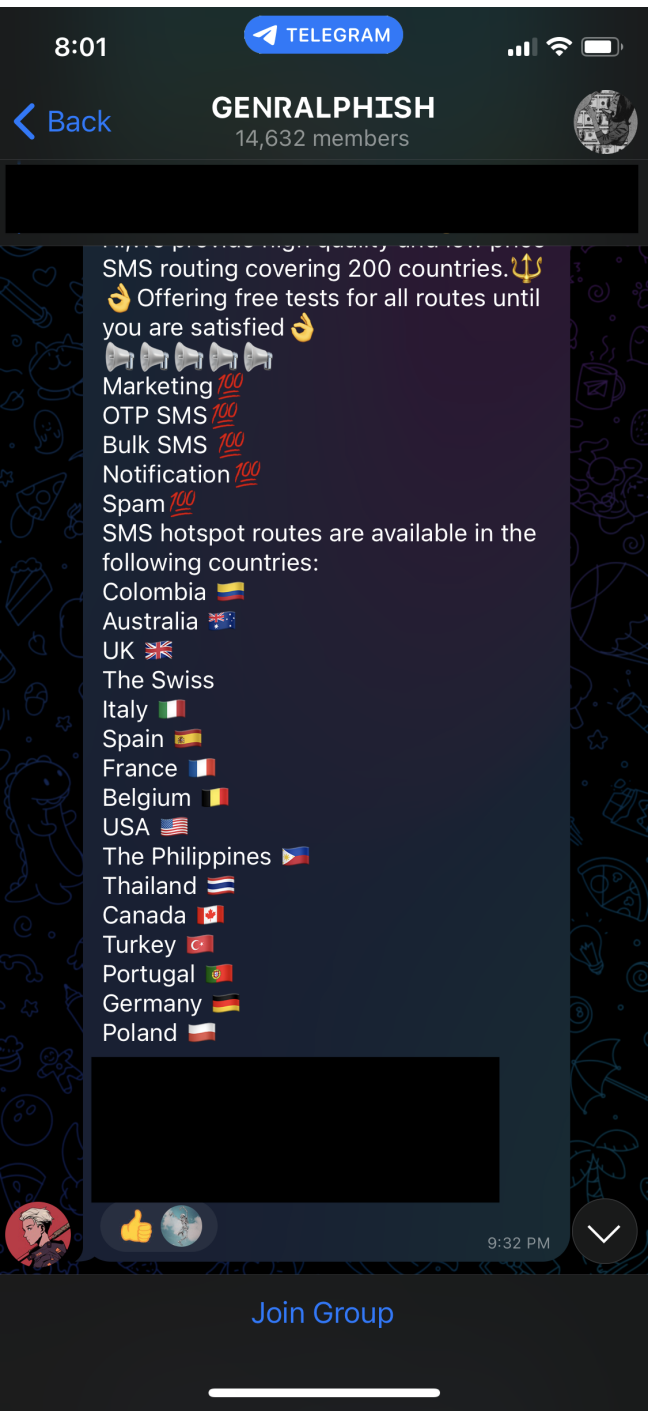 8:01
TELEGRAM
Back
GENRALPHISH
14,632 members
SMS routing covering 200 countries.🔱
👌Offering free tests for all routes until
you are satisfied👌
📢📢📢📢📢
Marketing💯
OTP SMS💯
Bulk SMS 💯
Notification💯
Spam💯
SMS hotspot routes are available in the
following countries:
Colombia 🇨🇴
Australia 🇦🇺
UK 🇬🇧
The Swiss
Italy 🇮🇹
Spain 🇪🇸
France 🇫🇷
Belgium 🇧🇪
USA 🇺🇸
The Philippines 🇵🇭
Thailand 🇹🇭
Canada 🇨🇦
Turkey 🇹🇷
Portugal 🇵🇹
Germany 🇩🇪
Poland 🇵🇱
9:32 PM
Join Group